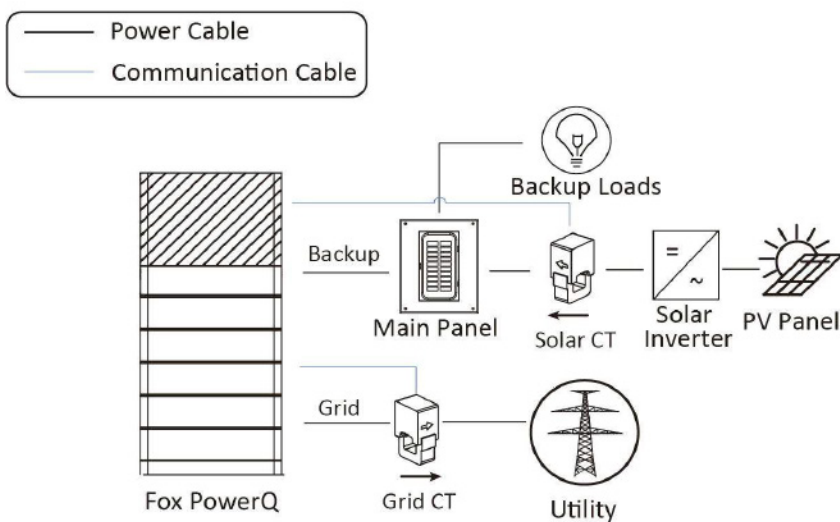 Power Cable
Communication Cable
Backup Loads
Backup
Main Panel
Solar CT
Solar
Inverter
PV Panel
Grid
Fox PowerQ
Grid CT
Utility